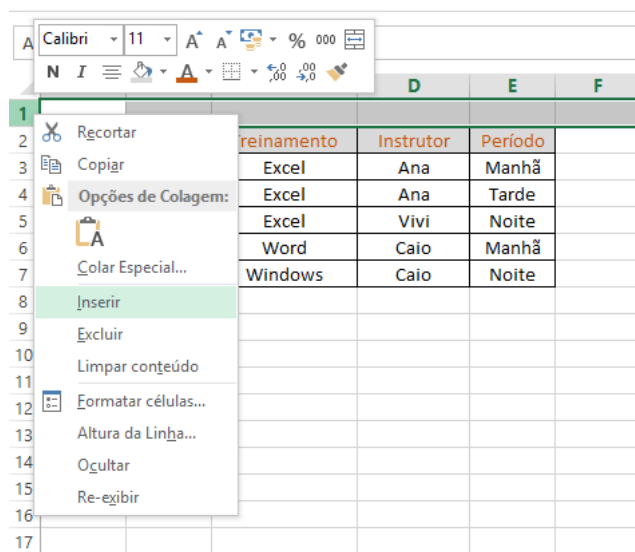 A Calibri 11 A A % 000
N I A ,00 ,00
D E F
1
2 Treinamento Instrutor Período
3 Excel Ana Manhã
4 Excel Ana Tarde
5 Excel Vivi Noite
6 Word Caio Manhã
7 Windows Caio Noite
8
9
10
11
12
13
14
15
16
17
Recortar
Copiar
Opções de Colagem:
A
Colar Especial...
Inserir
Excluir
Limpar conteúdo
Formatar células...
Altura da Linha...
Ocultar
Re-exibir